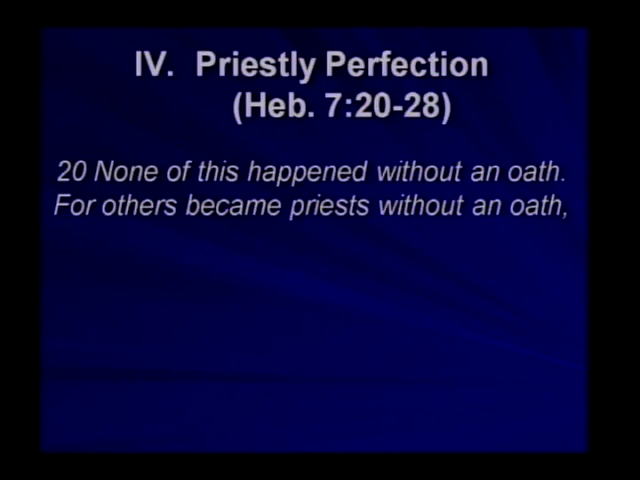 IV. Priestly Perfection
(Heb. 7:20-28)
20 None of this happened without an oath.
For others became priests without an oath,